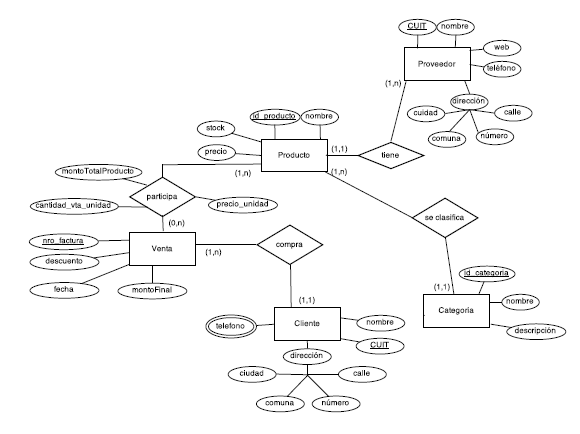 CUIT
nombre
web
Proveedor
teléfono
(1,n)
dirección
cuidad
calle
comuna
número
id_producto
nombre
stock
precio
Producto
(1,1)
tiene
(1,n)
(1,n)
montoTotalProducto
participa
cantidad_vta_unidad
precio_unidad
(0,n)
se clasifica
nro_factura
Venta
descuento
(1,n)
compra
fecha
montoFinal
id_categoria
(1,1)
nombre
Categoría
descripción
(1,1)
telefono
Cliente
nombre
CUIT
dirección
ciudad
calle
comuna
número